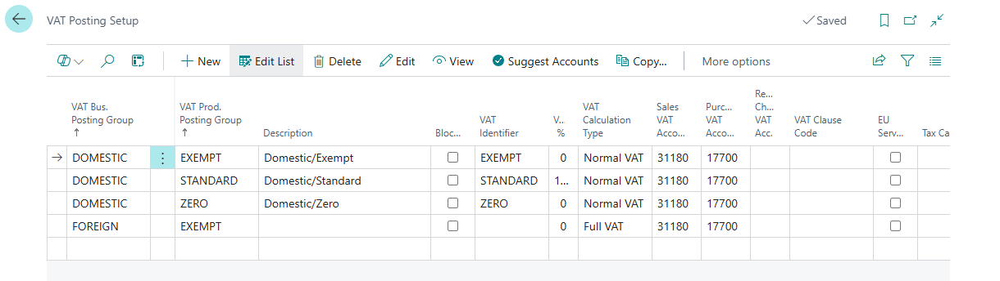 VAT Posting Setup
Saved
New
Edit List
Delete
Edit
View
Suggest Accounts
Copy...
More options
VAT Bus. Posting Group ↑
VAT Prod. Posting Group ↑
Description
Bloc...
VAT Identifier
V... %
VAT Calculation Type
Sales VAT Acco...
Purc... VAT Acco...
Re... Ch... VAT Acc.
VAT Clause Code
EU Serv...
Tax Ca
→ DOMESTIC EXEMPT Domestic/Exempt EXEMPT 0 Normal VAT 31180 17700
DOMESTIC STANDARD Domestic/Standard STANDARD 1... Normal VAT 31180 17700
DOMESTIC ZERO Domestic/Zero ZERO 0 Normal VAT 31180 17700
FOREIGN EXEMPT 0 Full VAT 31180 17700